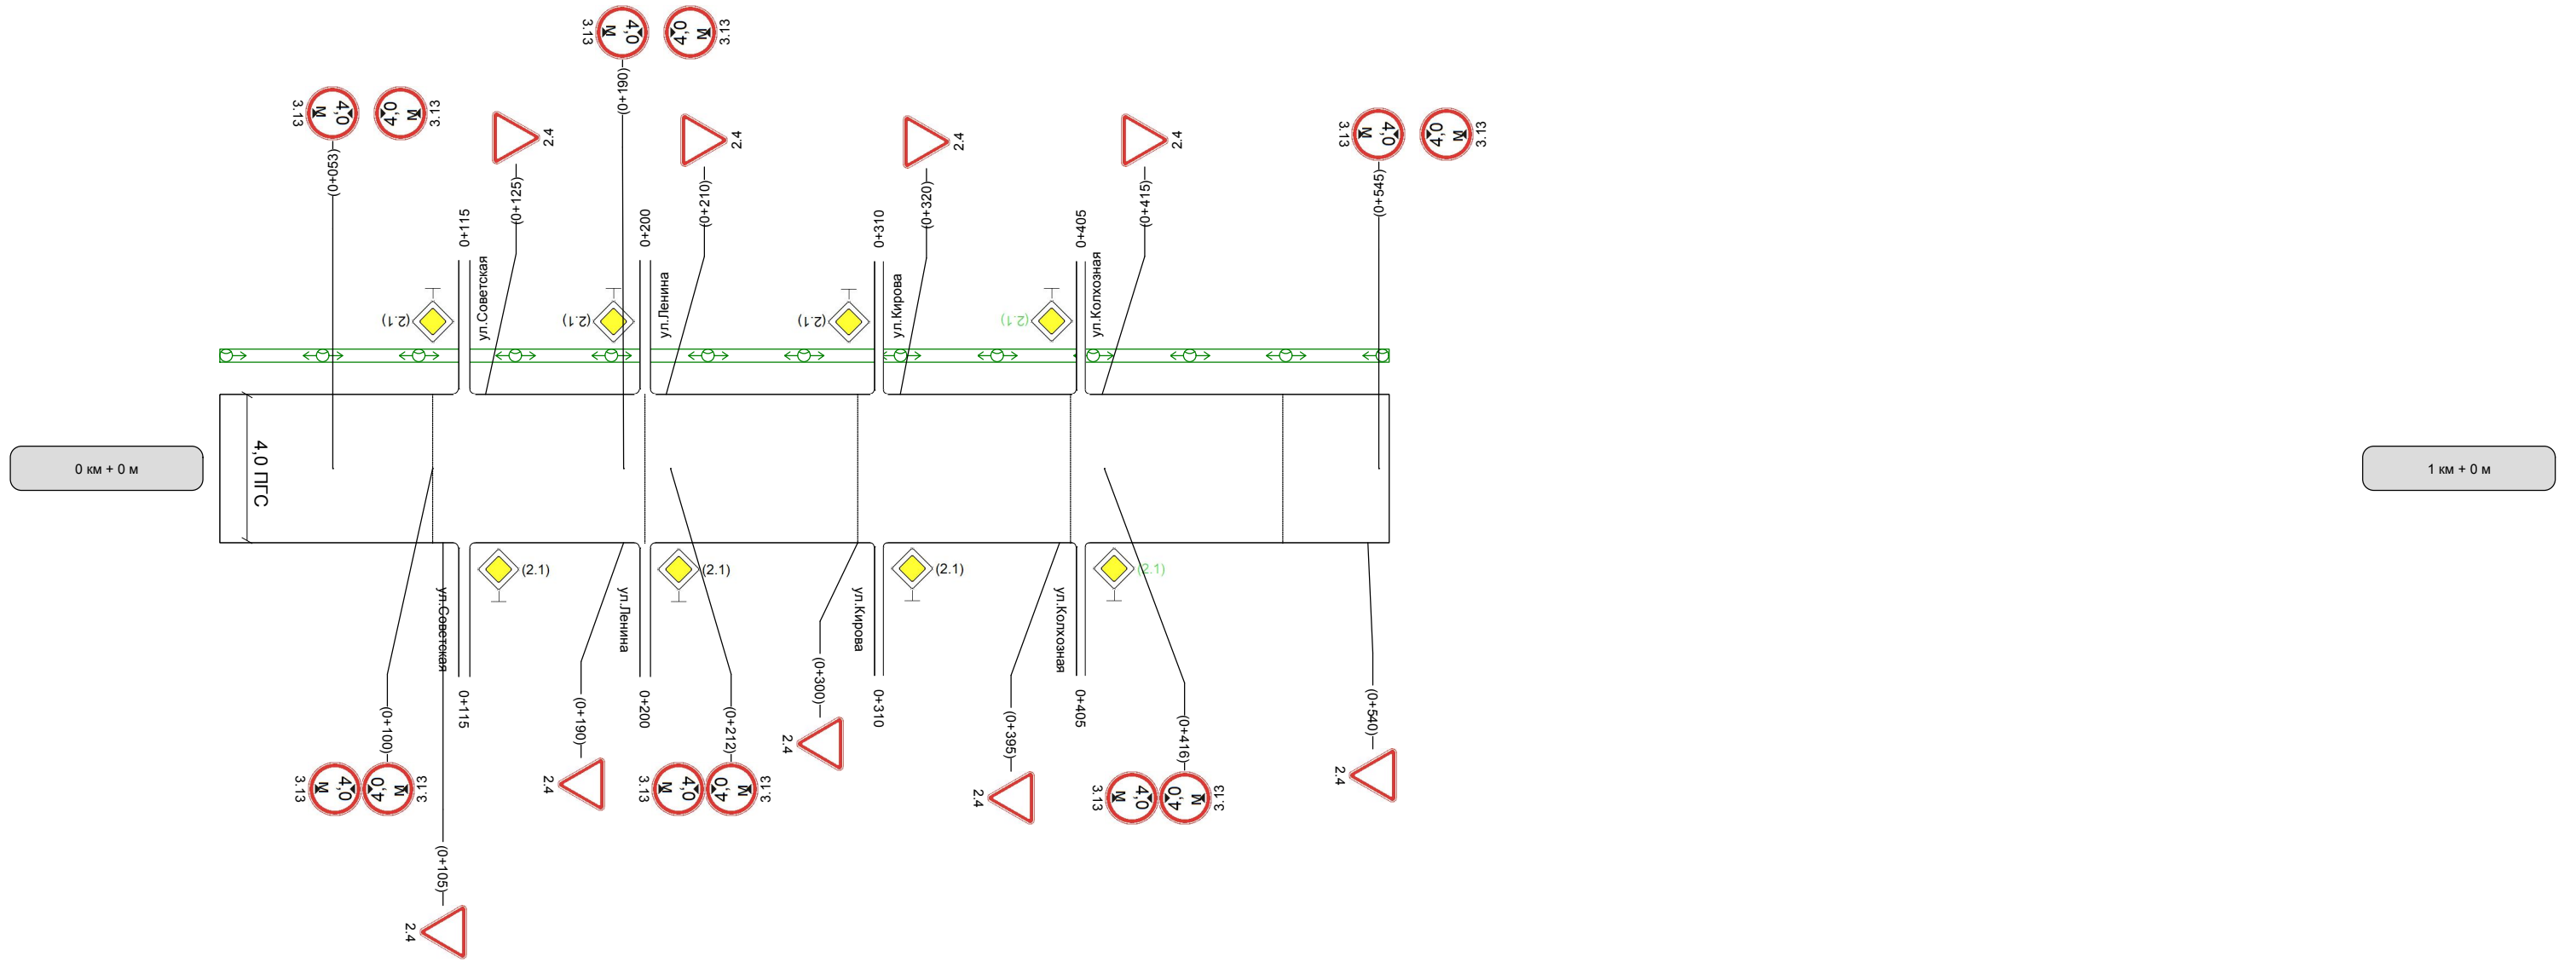 3.13
4,0
м
4,0
м
3.13
(0+190)
3.13
4,0
м
4,0
м
3.13
(0+053)
2.4
(0+125)
2.4
(0+210)
2.4
(0+320)
2.4
(0+415)
3.13
4,0
м
4,0
м
3.13
(0+545)
0+115
ул.Советская
0+200
ул.Ленина
0+310
ул.Кирова
0+405
ул.Колхозная
(2.1)
(2.1)
(2.1)
(2.1)
0 км + 0 м
4,0 ПГС
1 км + 0 м
(2.1)
(2.1)
(2.1)
(2.1)
ул.Советская
0+115
ул.Ленина
0+200
ул.Кирова
0+310
ул.Колхозная
0+405
(0+100)
3.13
4,0
м
4,0
м
3.13
(0+105)
2.4
(0+190)
2.4
(0+212)
3.13
4,0
м
4,0
м
3.13
(0+300)
2.4
(0+395)
2.4
(0+416)
3.13
4,0
м
4,0
м
3.13
(0+540)
2.4